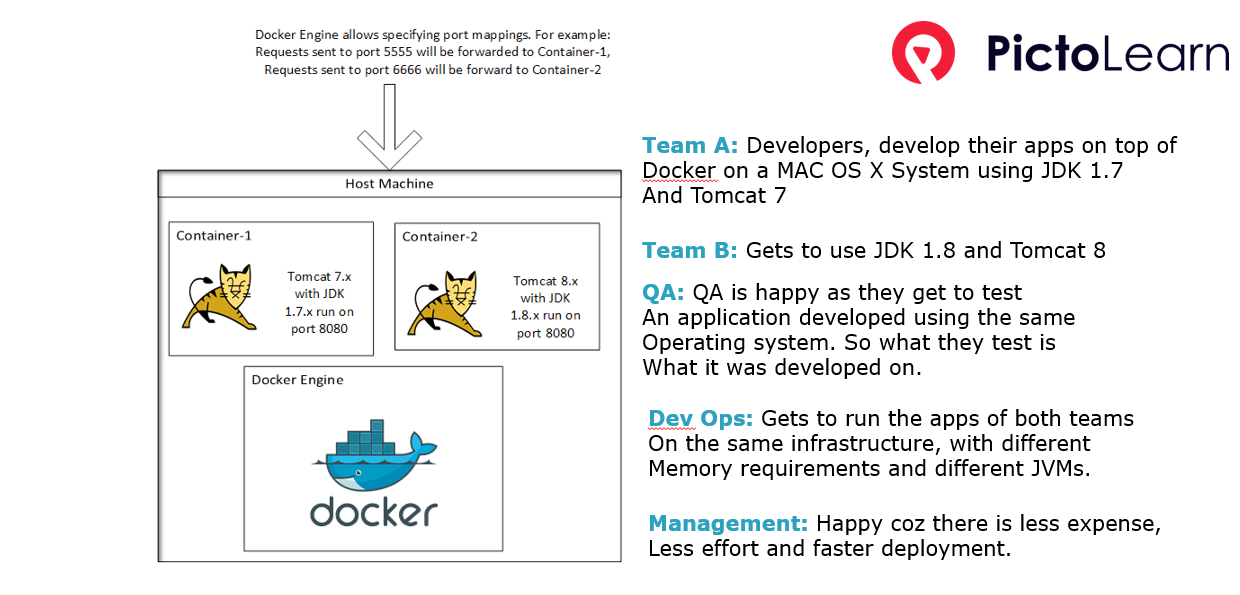 Docker Engine allows specifying port mappings. For example:
Requests sent to port 5555 will be forwarded to Container-1,
Requests sent to port 6666 will be forward to Container-2
PictoLearn
Host Machine
Container-1
Tomcat 7.x
with JDK
1.7.x run on
port 8080
Container-2
Tomcat 8.x
with JDK
1.8.x run on
port 8080
Docker Engine
docker
Team A: Developers, develop their apps on top of
Docker on a MAC OS X System using JDK 1.7
And Tomcat 7
Team B: Gets to use JDK 1.8 and Tomcat 8
QA: QA is happy as they get to test
An application developed using the same
Operating system. So what they test is
What it was developed on.
Dev Ops: Gets to run the apps of both teams
On the same infrastructure, with different
Memory requirements and different JVMs.
Management: Happy coz there is less expense,
Less effort and faster deployment.